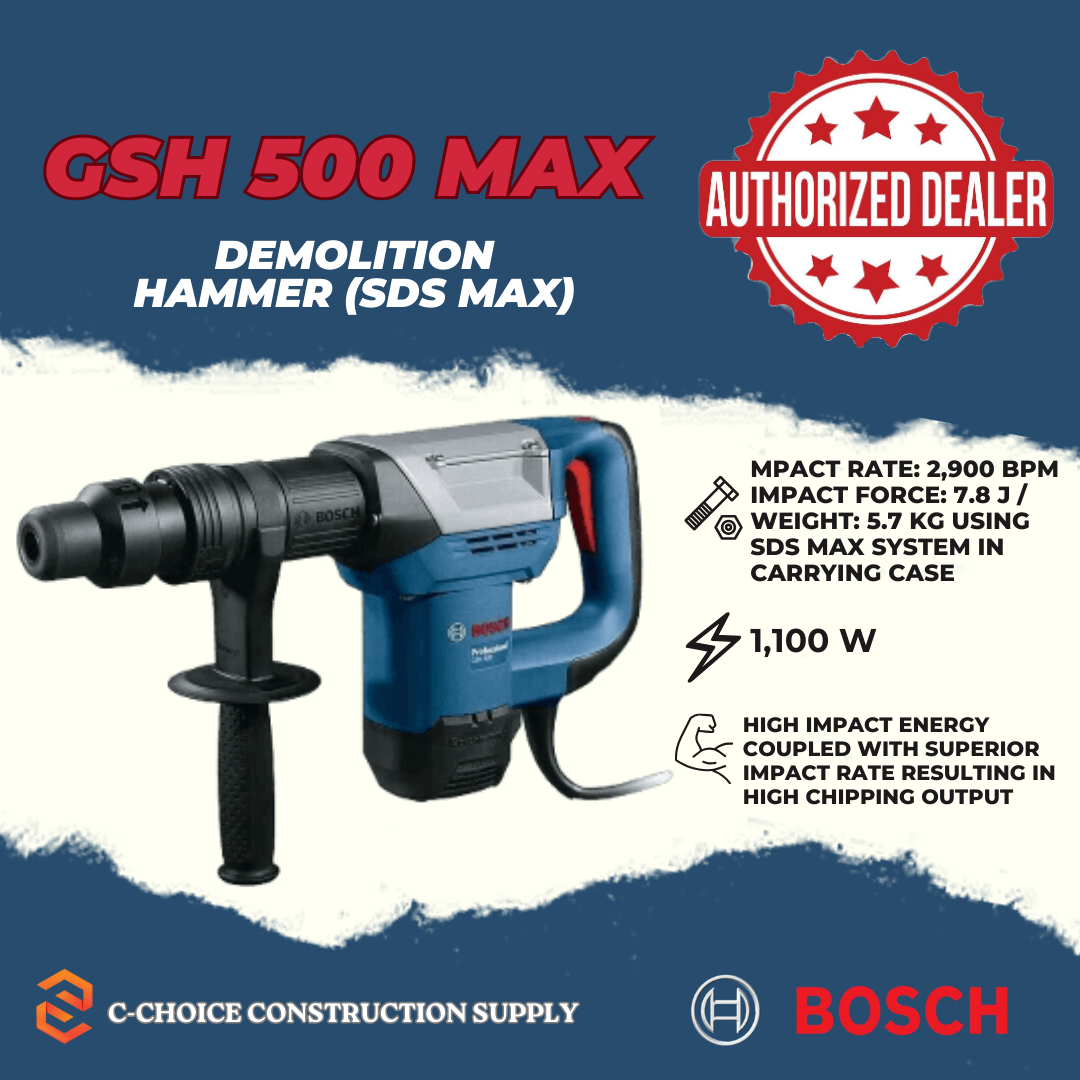 GSH 500 MAX
DEMOLITION
HAMMER (SDS MAX)
AUTHORIZED DEALER
MPACT RATE: 2,900 BPM
IMPACT FORCE: 7.8 J /
WEIGHT: 5.7 KG USING
SDS MAX SYSTEM IN
CARRYING CASE
1,100 W
HIGH IMPACT ENERGY
COUPLED WITH SUPERIOR
IMPACT RATE RESULTING IN
HIGH CHIPPING OUTPUT
BOSCH
BOSCH
Professional
C-CHOICE CONSTRUCTION SUPPLY
BOSCH